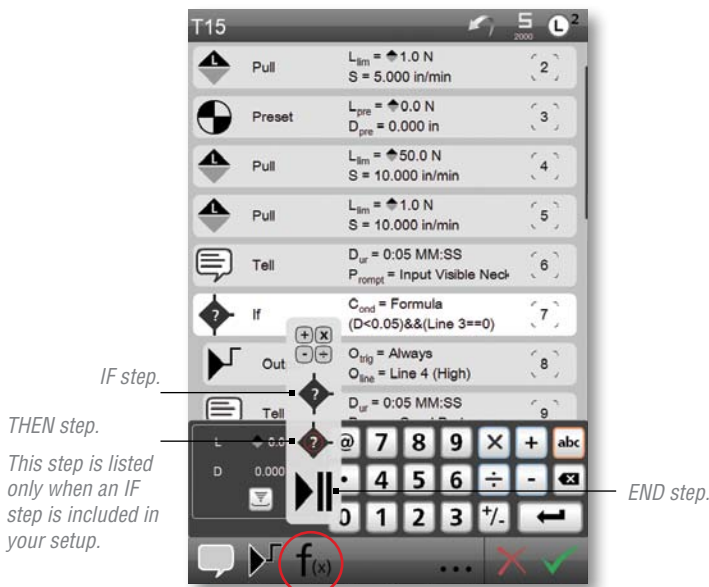 T15
S
2000
L 2
L
Pull
Llim = 1.0 N
S = 5.000 in/min
2
Preset
Lpre = 0.0 N
Dpre = 0.000 in
3
L
Pull
Llim = 50.0 N
S = 10.000 in/min
4
L
Pull
Llim = 1.0 N
S = 10.000 in/min
5
Tell
Dur = 0:05 MM:SS
Prompt = Input Visible Neck
6
?
If
Cond = Formula
(D<0.05)&&(Line 3==0)
7
+ x
- ÷
Out
Otrig = Always
Oline = Line 4 (High)
8
Tell
Dur = 0:05 MM:SS
9
?
?
L 0.0
D 0.000
@ 7 8 9 × + abc
• 4 5 6 ÷ -
0 1 2 3 +/-
f(x)
...
IF step.
THEN step.
This step is listed
only when an IF
step is included in
your setup.
END step.